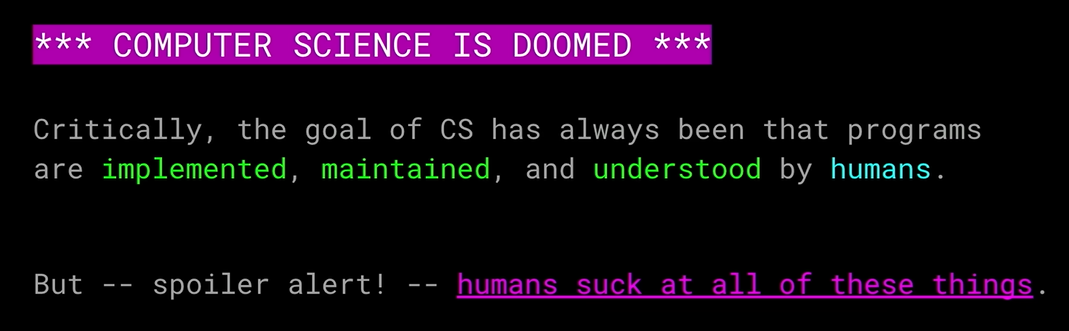 *** COMPUTER SCIENCE IS DOOMED ***
Critically, the goal of CS has always been that programs
are implemented, maintained, and understood by humans.
But -- spoiler alert! -- humans suck at all of these things.